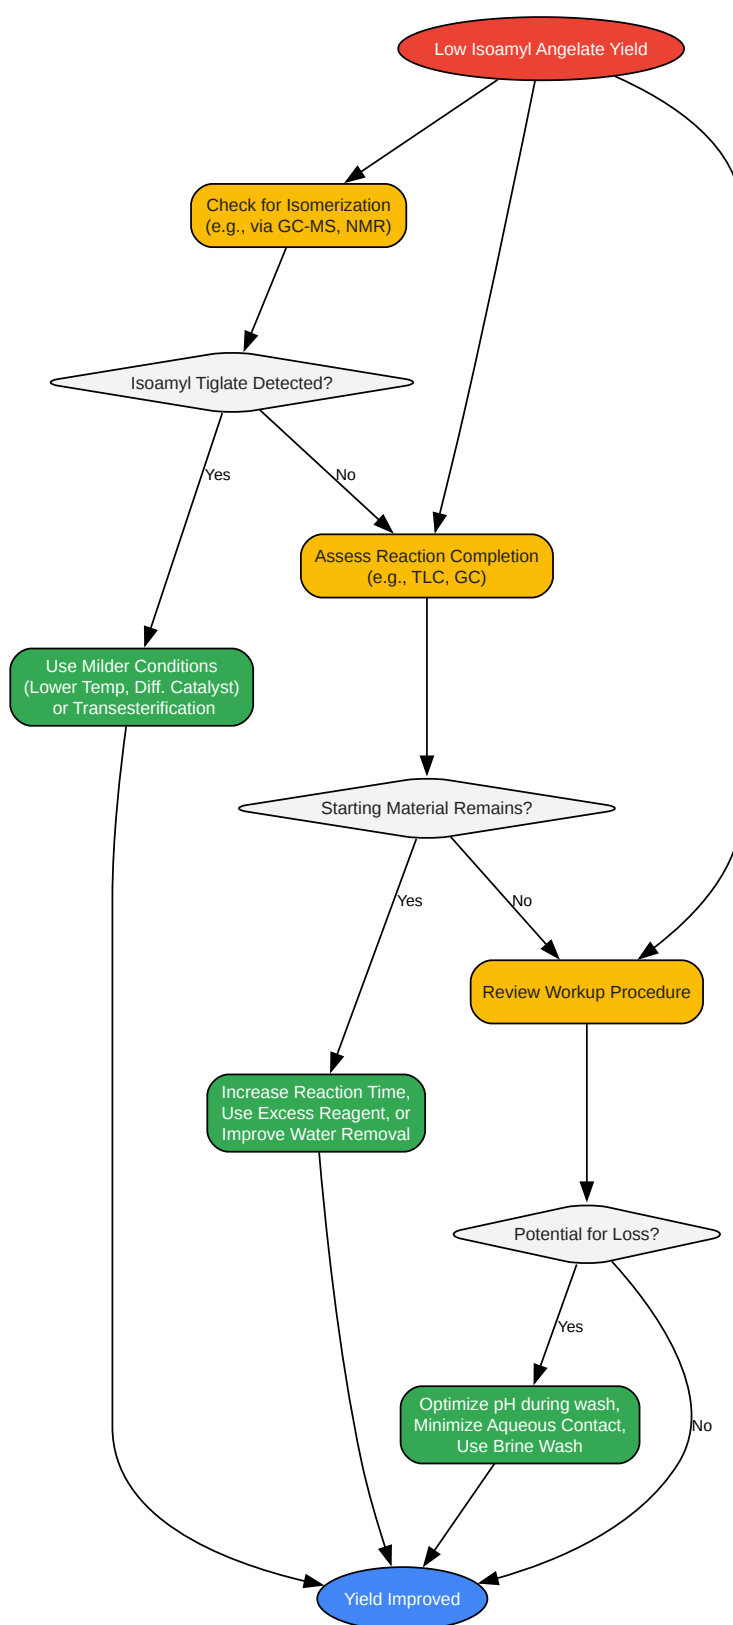 Low Isoamyl Angelate Yield
Check for Isomerization
(e.g., via GC-MS, NMR)
Isoamyl Tiglate Detected?
Yes
No
Assess Reaction Completion
(e.g., TLC, GC)
Use Milder Conditions
(Lower Temp, Diff. Catalyst)
or Transesterification
Starting Material Remains?
Yes
No
Review Workup Procedure
Increase Reaction Time,
Use Excess Reagent, or
Improve Water Removal
Potential for Loss?
Yes
Optimize pH during wash,
Minimize Aqueous Contact,
Use Brine Wash
No
Yield Improved